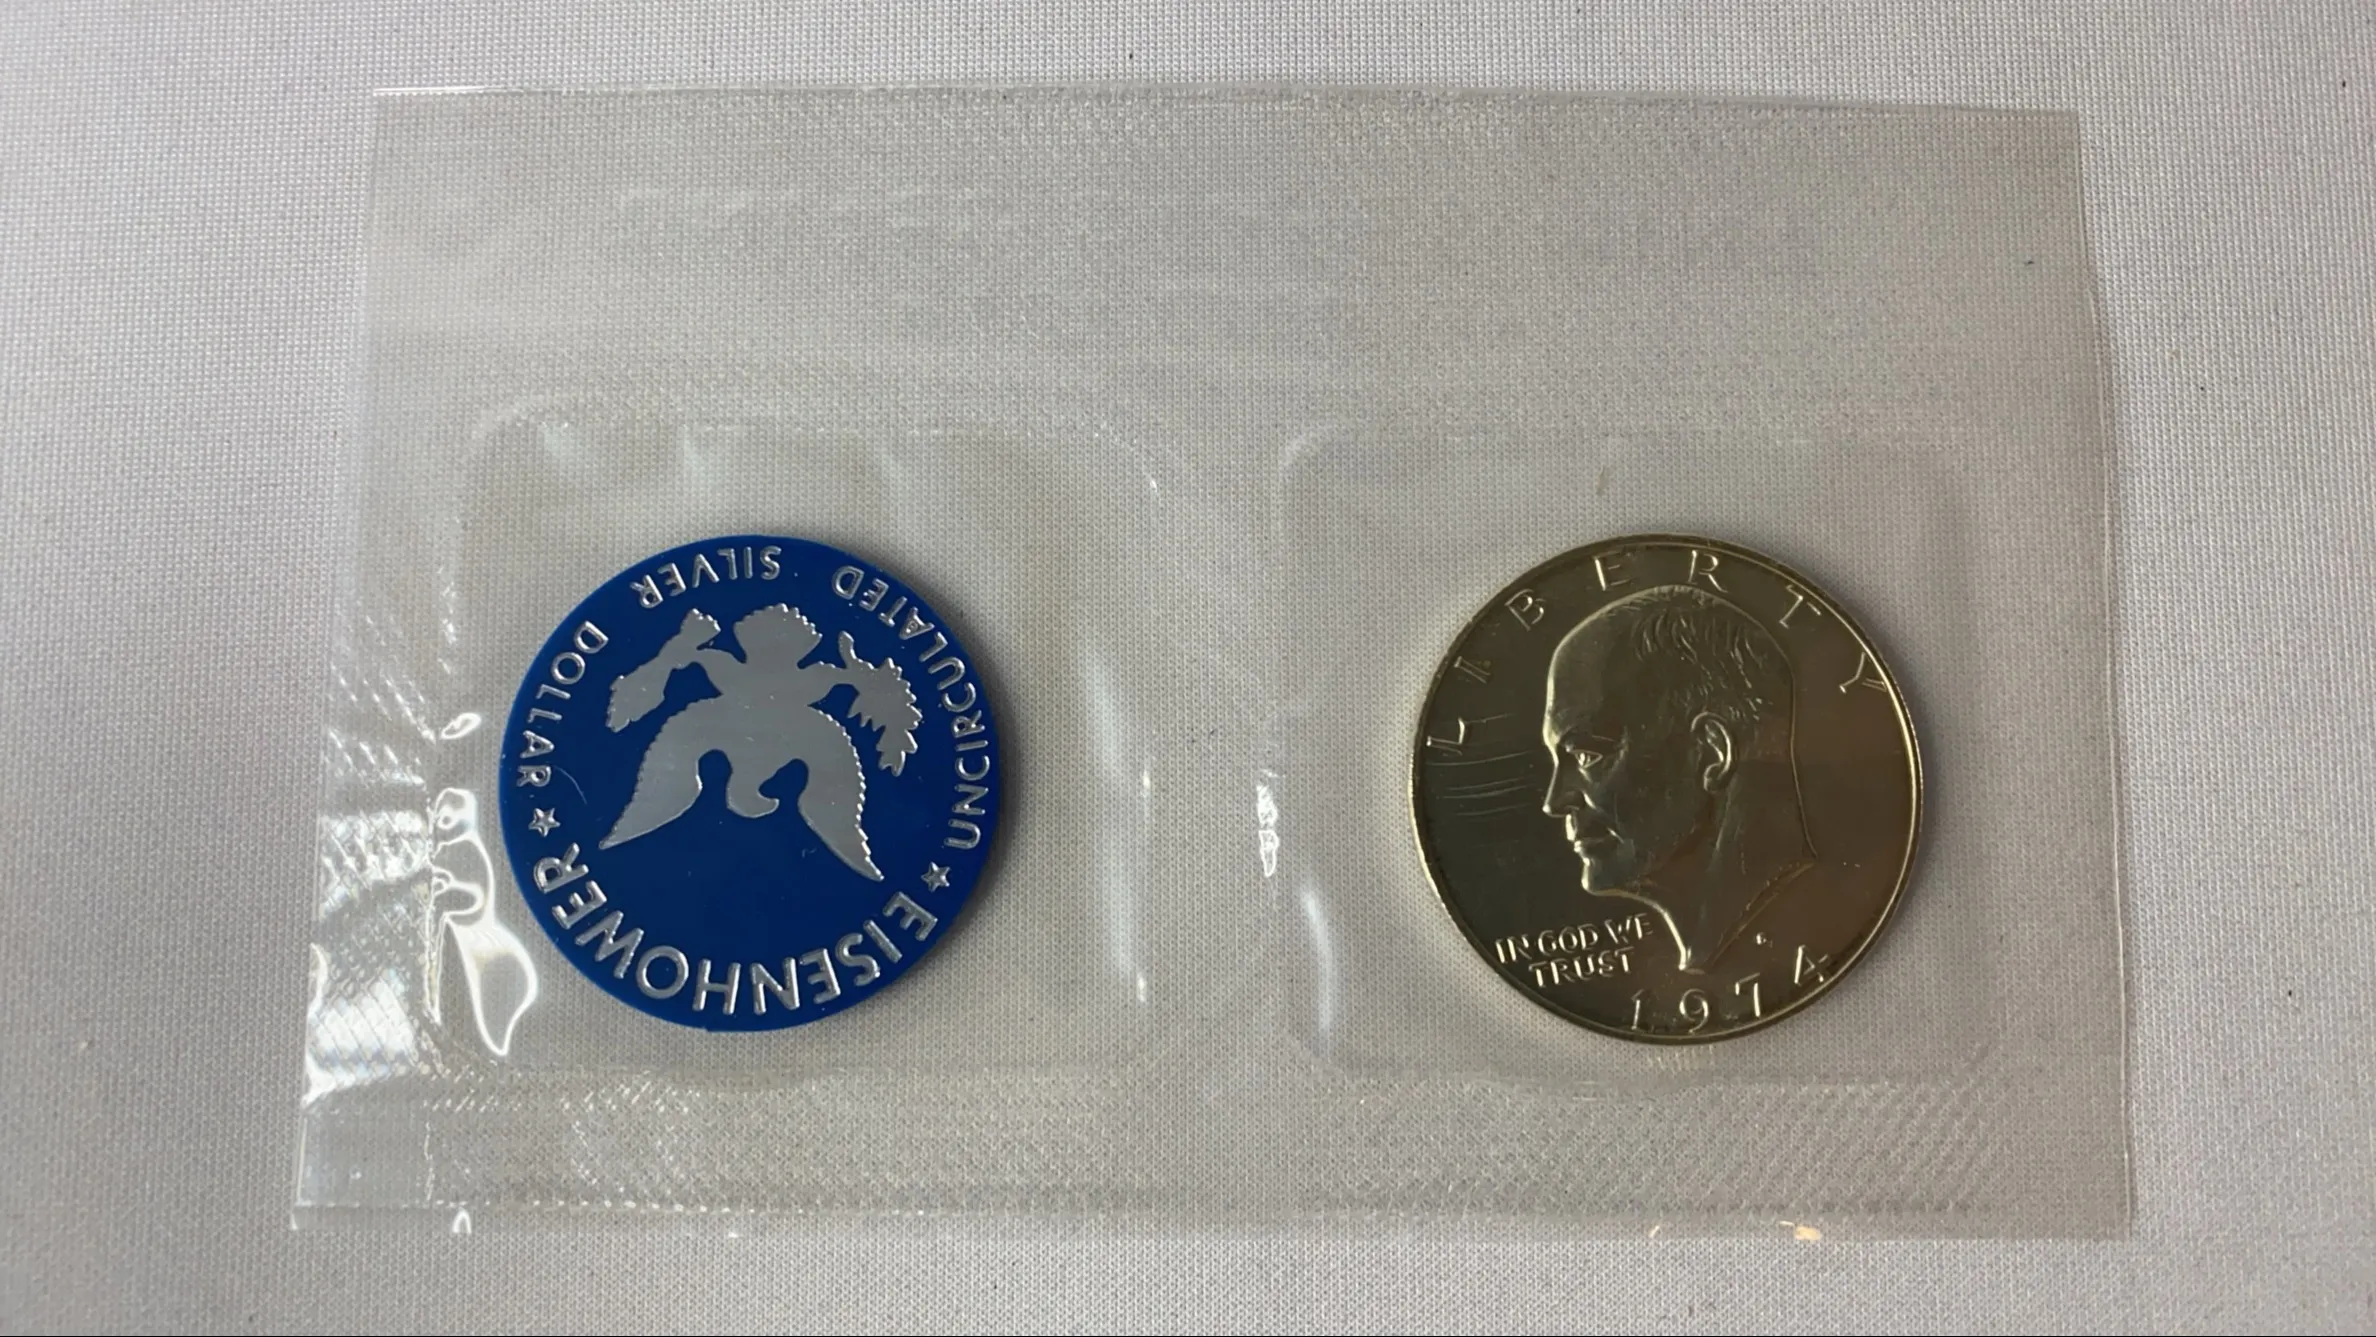 EISENHOWER
★ UNCIRCULATED SILVER DOLLAR ★
LIBERTY
IN GOD WE
TRUST
S
1974